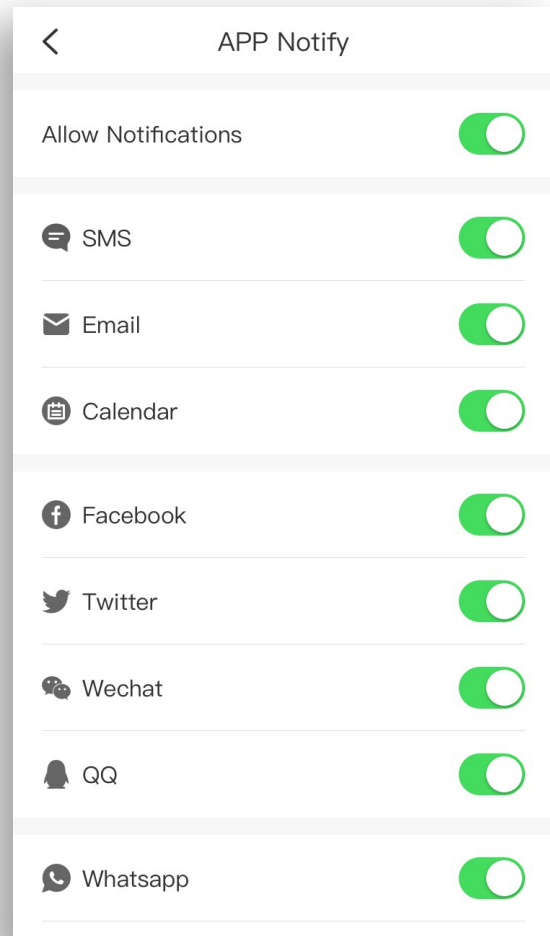 APP Notify
Allow Notifications
SMS
Email
Calendar
Facebook
Twitter
Wechat
QQ
Whatsapp